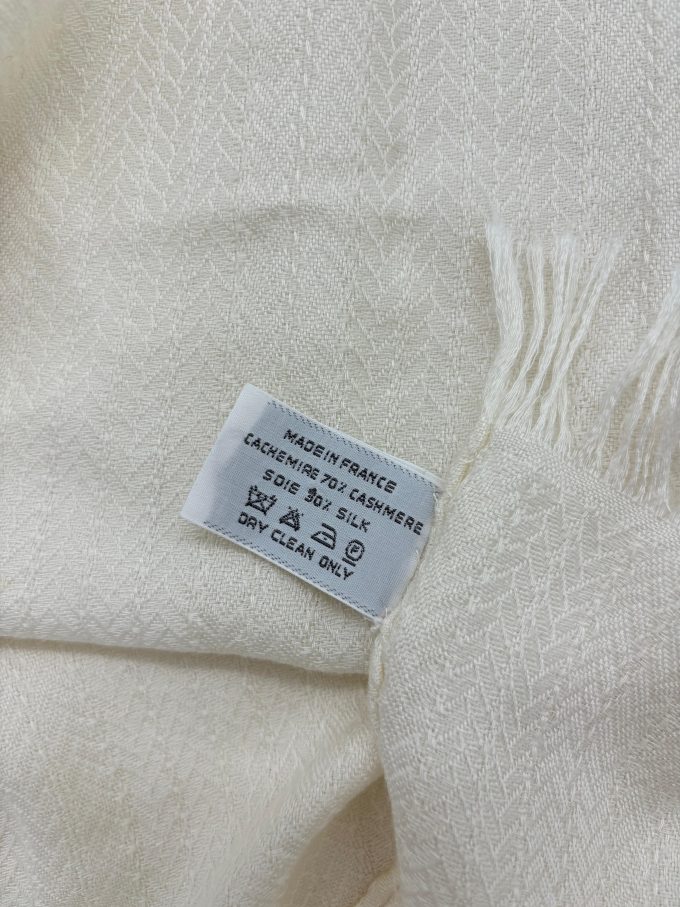 MADE IN FRANCE
CACHEMIRE 70% CASHMERE
SOIE 30% SILK
F
DRY CLEAN ONLY